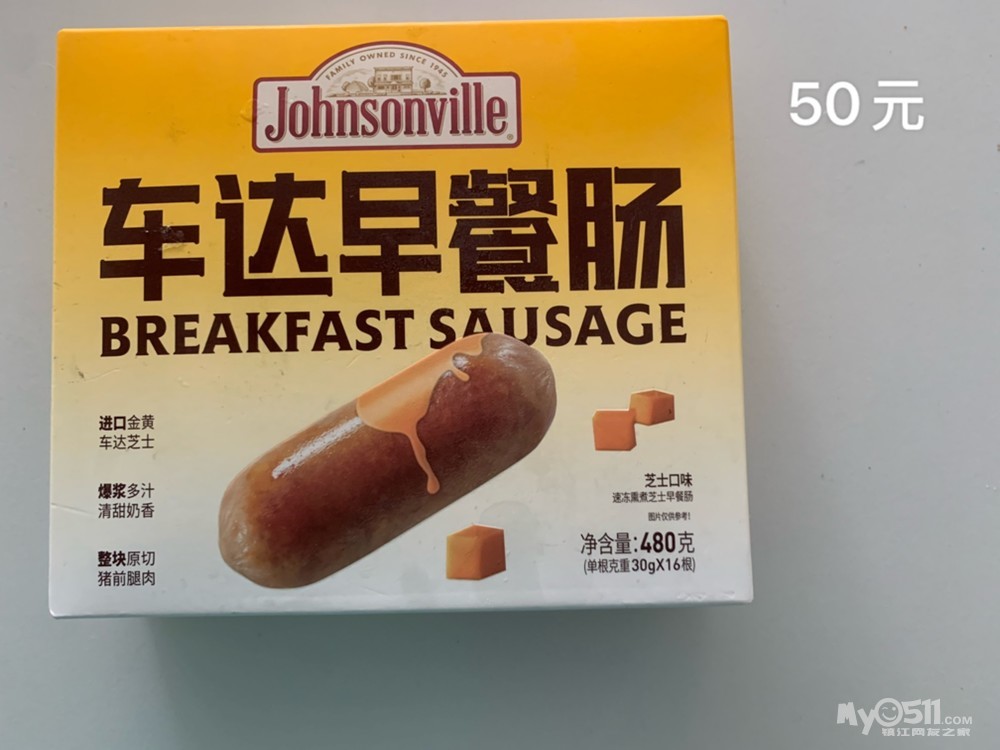 FAMILY OWNED SINCE 1945
Johnsonville
50元
车达早餐肠
BREAKFAST SAUSAGE
进口金黄
车达芝士
爆浆多汁
清甜奶香
整块原切
猪前腿肉
芝士口味
速冻熏煮芝士早餐肠
图片仅供参考!
净含量:480克
(单根克重30gX16根)
My0511.COM
镇江网友之家